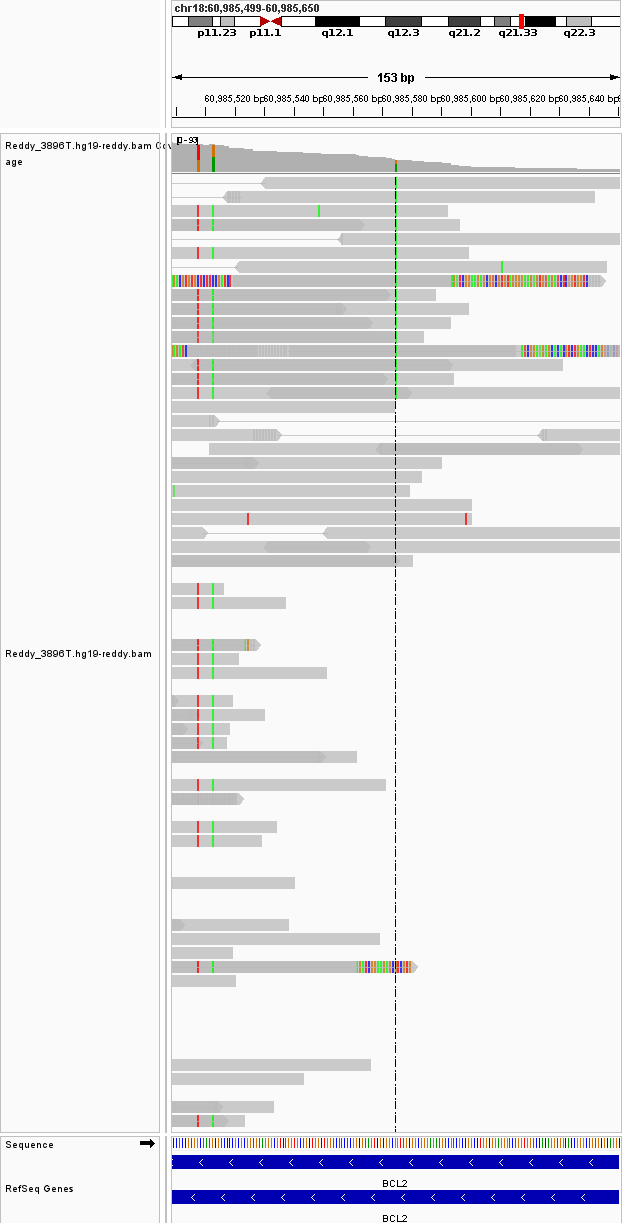 chr18:60,985,499-60,985,650
p11.23 p11.1 q12.1 q12.3 q21.2 q21.33 q22.3
153 bp
60,985,520 bp 60,985,540 bp 60,985,560 bp 60,985,580 bp 60,985,600 bp 60,985,620 bp 60,985,640 bp
Reddy_3896T.hg19-reddy.bam Cov
age
Reddy_3896T.hg19-reddy.bam
Sequence
BCL2
RefSeq Genes
BCL2